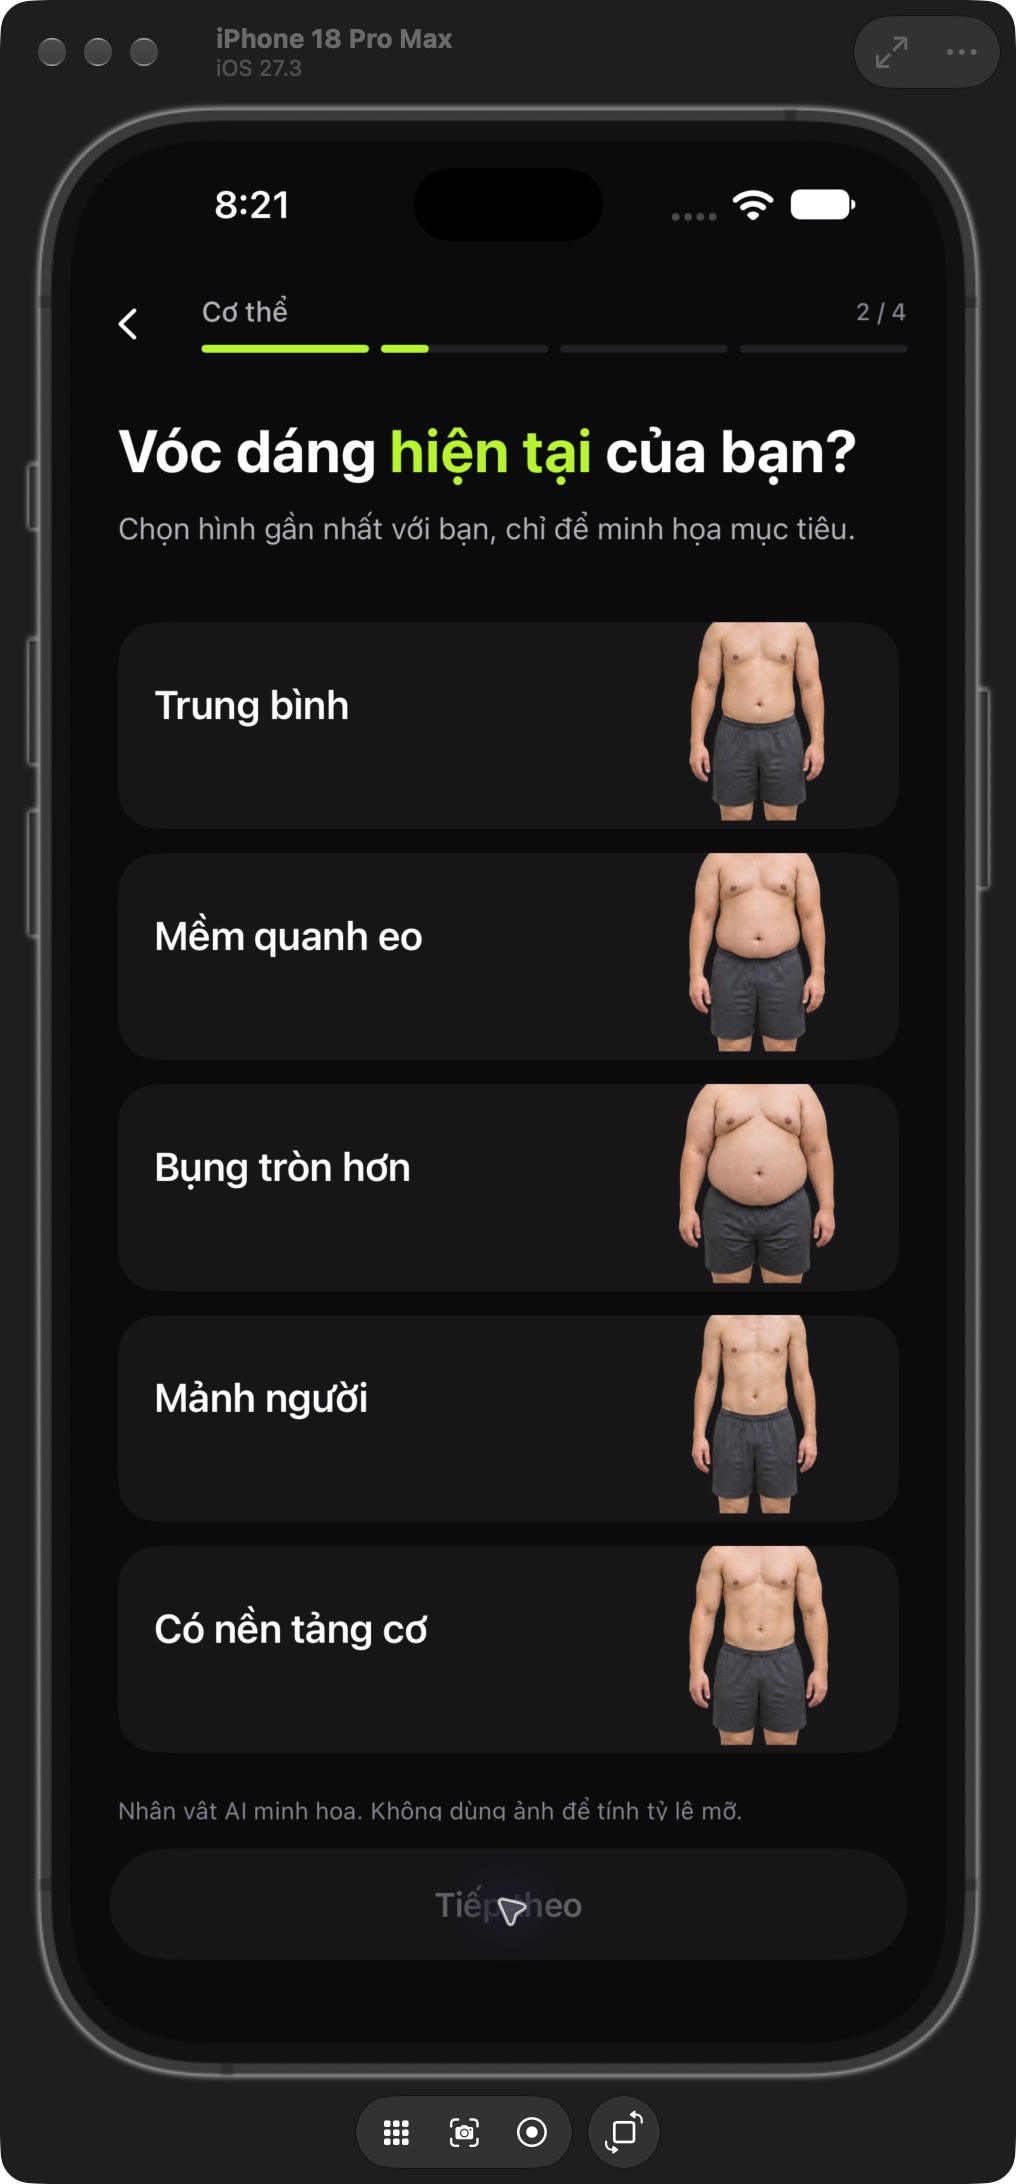 iPhone 18 Pro Max
iOS 27.3
8:21
Cơ thể
2 / 4
Vóc dáng hiện tại của bạn?
Chọn hình gần nhất với bạn, chỉ để minh họa mục tiêu.
Trung bình
Mềm quanh eo
Bụng tròn hơn
Mảnh người
Có nền tảng cơ
Nhân vật AI minh họa. Không dùng ảnh để tính tỷ lệ mỡ.
Tiếp theo